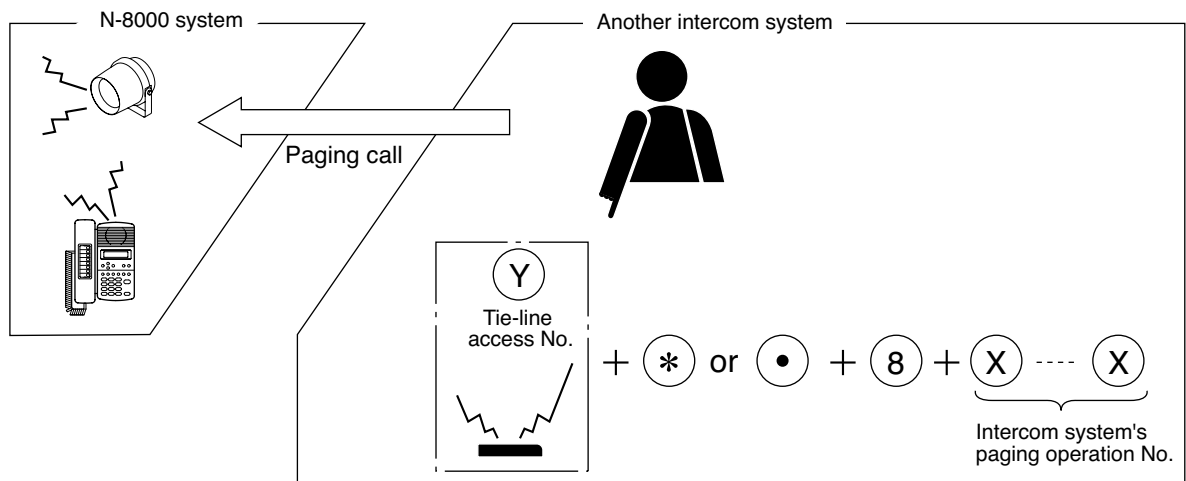 N-8000 system
Another intercom system
Paging call
Y
Tie-line
access No.
+ * or • + 8 + X ---- X
Intercom system's
paging operation No.